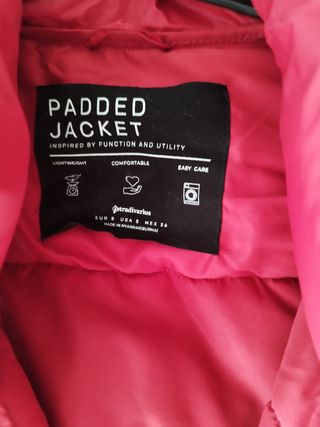 PADDED
JACKET
INSPIRED BY FUNCTION AND UTILITY
LIGHTWEIGHT COMFORTABLE EASY CARE
stradivarius
EUR S USA S MEX 26
MADE IN MYANMAR(BURMA)